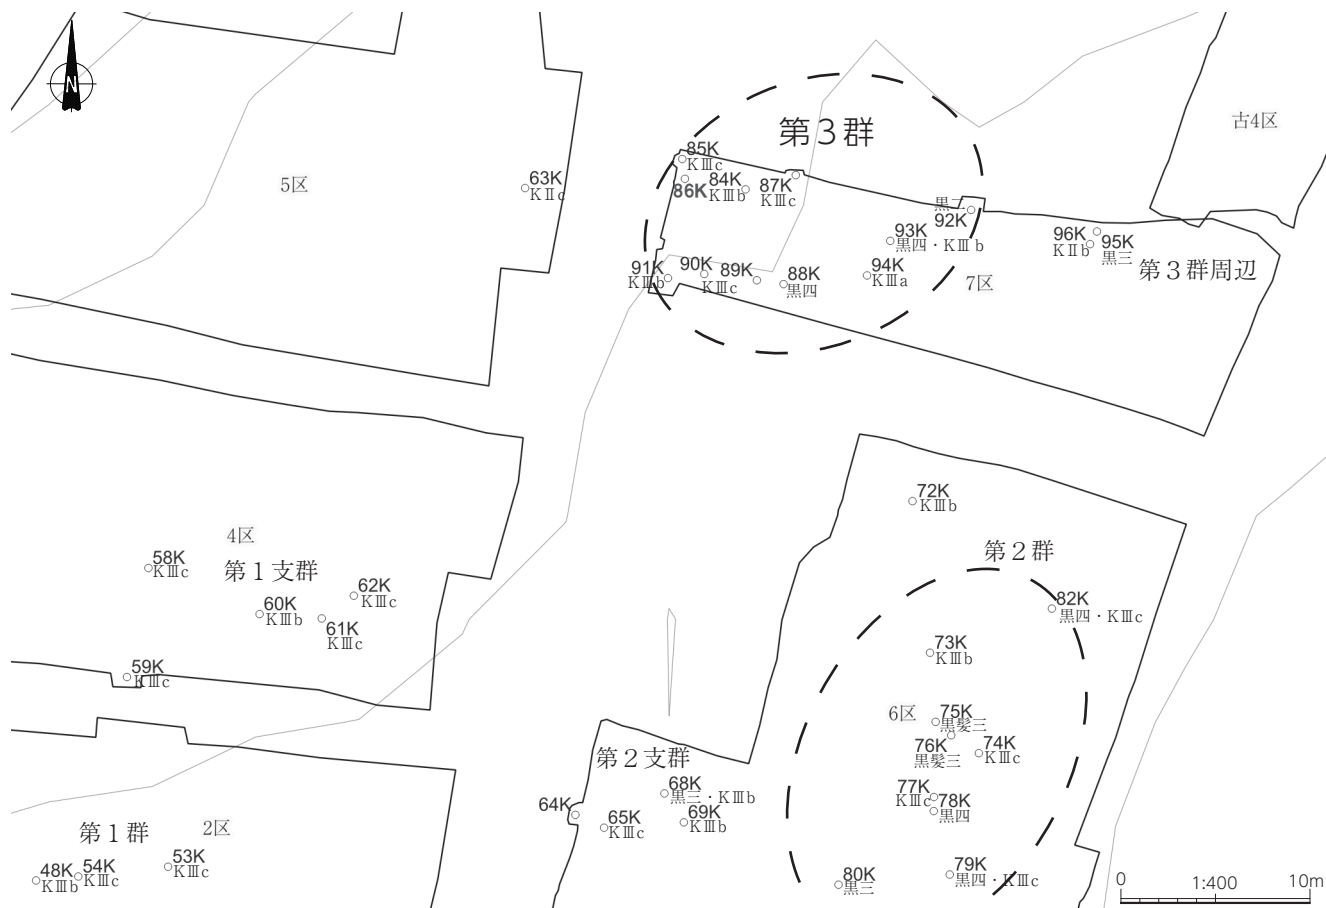 N
第３群
古4区
5区
63K
KⅡc
85K
KⅢc
86K
84K
KⅢb
87K
KⅢc
92K
93K
黒四・KⅢb
96K
KⅡb
95K
黒三
第３群周辺
91K
KⅢb
90K
KⅢc
89K
88K
黒四
94K
KⅢa
7区
72K
KⅢb
第２群
4区
58K
KⅢc
第１支群
62K
KⅢc
60K
KⅢb
61K
KⅢc
82K
黒四・KⅢc
59K
KⅢc
73K
KⅢb
6区
75K
黒髪三
76K
黒髪三
74K
KⅢc
第２支群
68K
黒三・KⅢb
77K
KⅢc
78K
黒四
64K
65K
KⅢc
69K
KⅢb
第１群
2区
48K
KⅢb
54K
KⅢc
53K
KⅢc
80K
黒三
79K
黒四・KⅢc
0
1:400
10m